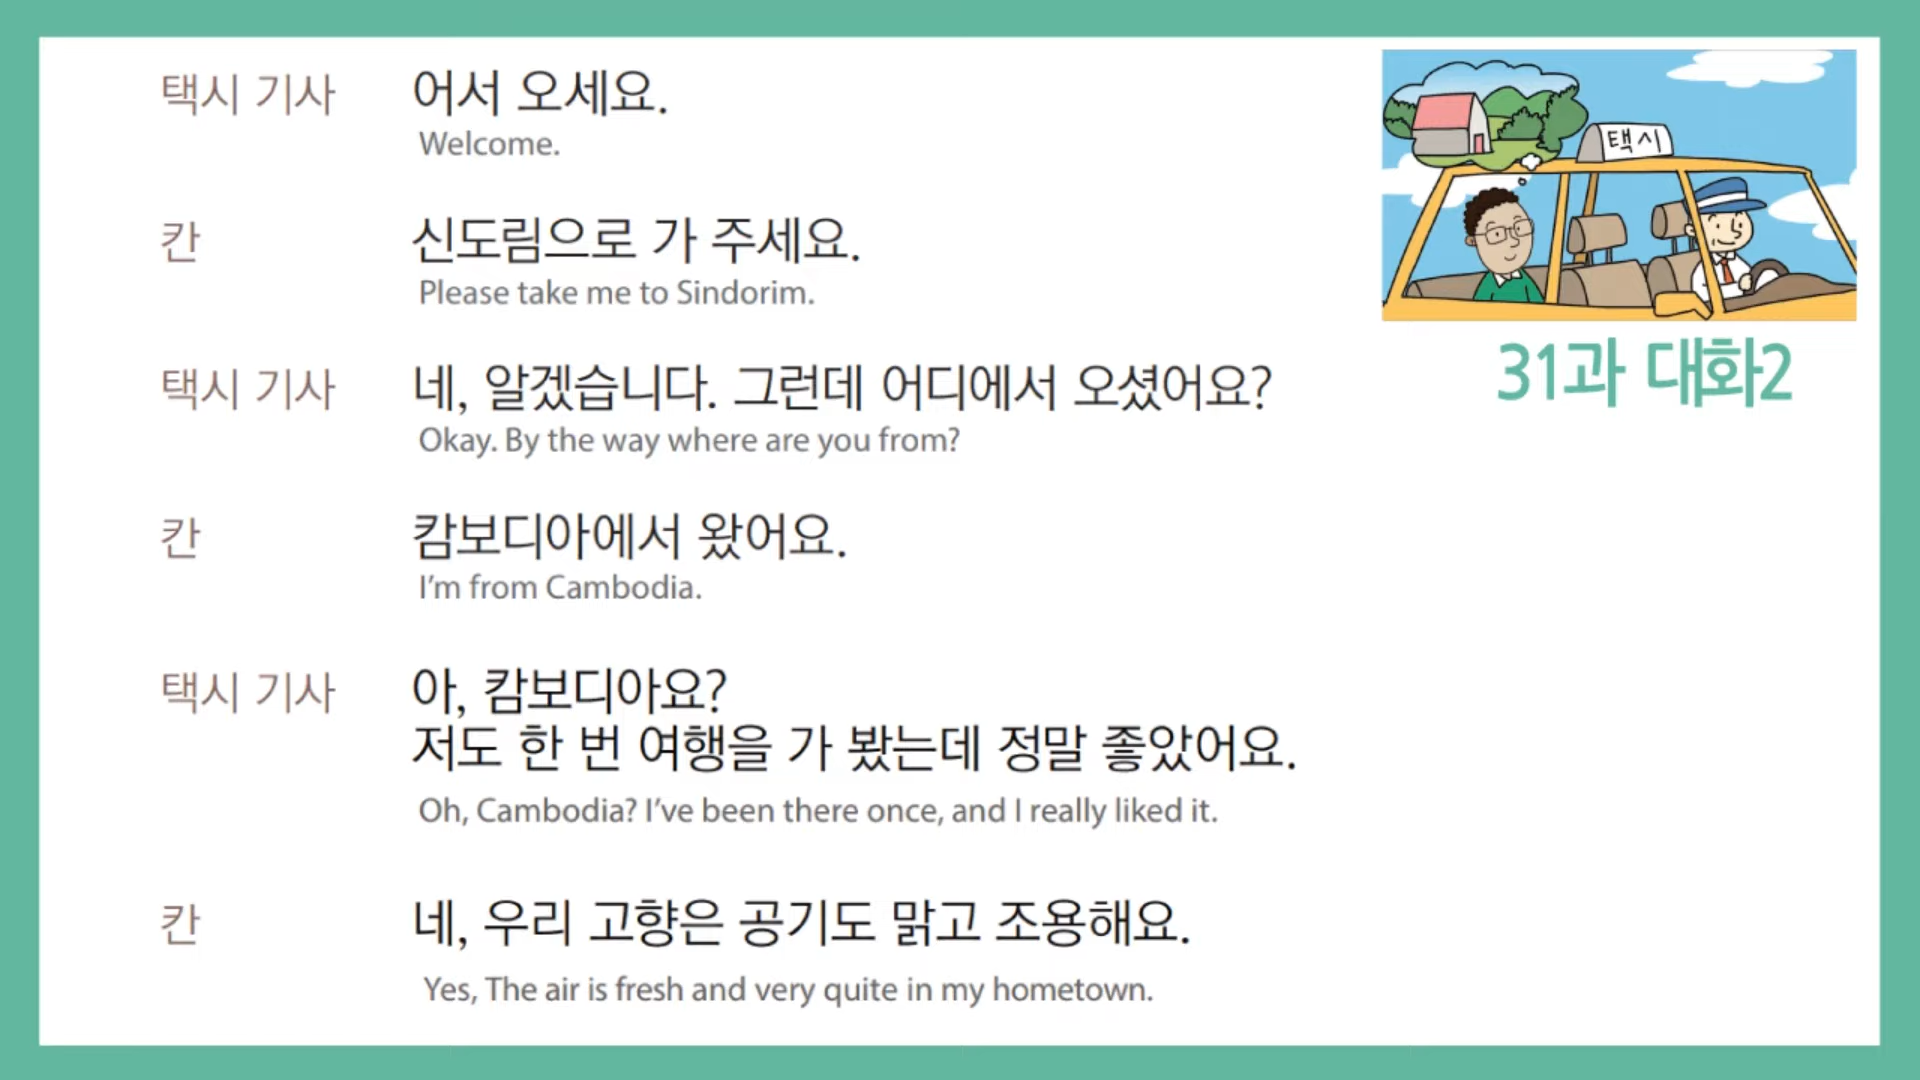 택시
31과 대화2
택시 기사 어서 오세요.
Welcome.
칸 신도림으로 가 주세요.
Please take me to Sindorim.
택시 기사 네, 알겠습니다. 그런데 어디에서 오셨어요?
Okay. By the way where are you from?
칸 캄보디아에서 왔어요.
I'm from Cambodia.
택시 기사 아, 캄보디아요?
저도 한 번 여행을 가 봤는데 정말 좋았어요.
Oh, Cambodia? I've been there once, and I really liked it.
칸 네, 우리 고향은 공기도 맑고 조용해요.
Yes, The air is fresh and very quite in my hometown.